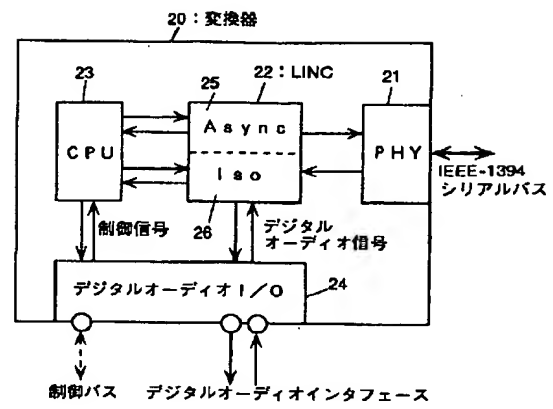 20：変換器
23
25
22：LINC
21
CPU
Async
Iso
PHY
IEEE-1394
シリアルバス
制御信号
26
デジタル
オーディオ信号
デジタルオーディオI／O
24
制御バス
デジタルオーディオインタフェース